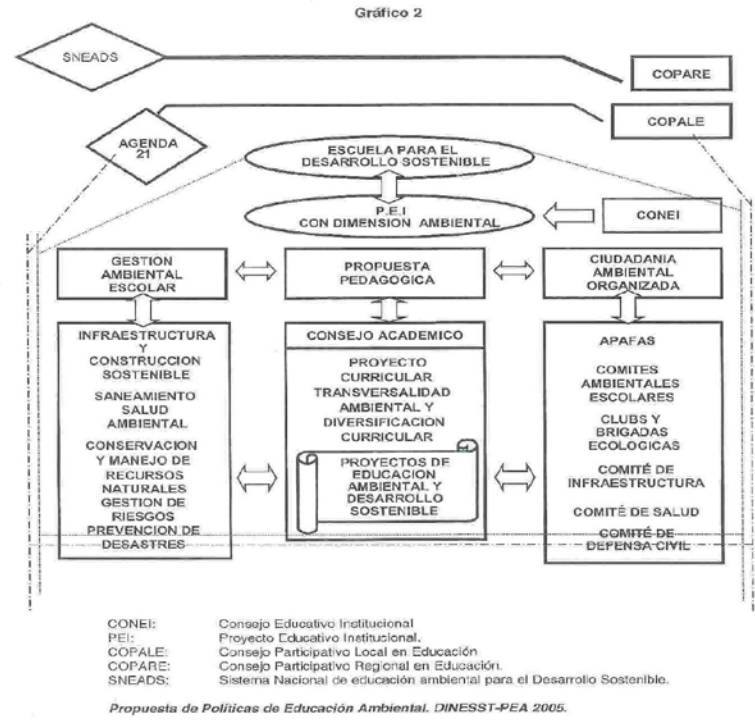 Gráfico 2
SNEADS
COPARE
COPALE
AGENDA
21
ESCUELA PARA EL
DESARROLLO SOSTENIBLE
P.E.I
CON DIMENSION AMBIENTAL
CONEI
GESTION
AMBIENTAL
ESCOLAR
PROPUESTA
PEDAGOGICA
CIUDADANIA
AMBIENTAL
ORGANIZADA
INFRAESTRUCTURA
Y
CONSTRUCCION
SOSTENIBLE
SANEAMIENTO
SALUD
AMBIENTAL
CONSERVACION
Y MANEJO DE
RECURSOS
NATURALES
GESTION DE
RIESGOS
PREVENCION DE
DESASTRES
CONSEJO ACADEMICO
PROYECTO
CURRICULAR
TRANSVERSALIDAD
AMBIENTAL Y
DIVERSIFICACION
CURRICULAR
PROYECTOS DE
EDUCACION
AMBIENTAL Y
DESARROLLO
SOSTENIBLE
APAFAS
COMITES
AMBIENTALES
ESCOLARES
CLUBS Y
BRIGADAS
ECOLOGICAS
COMITÉ DE
INFRAESTRUCTURA
COMITÉ DE SALUD
COMITÉ DE
DEFENSA CIVIL
CONEI: Consejo Educativo Institucional
PEI: Proyecto Educativo Institucional.
COPALE: Consejo Participativo Local en Educación
COPARE: Consejo Participativo Regional en Educación.
SNEADS: Sistema Nacional de educación ambiental para el Desarrollo Sostenible.
Propuesta de Políticas de Educación Ambiental. DINESST-PEA 2005.